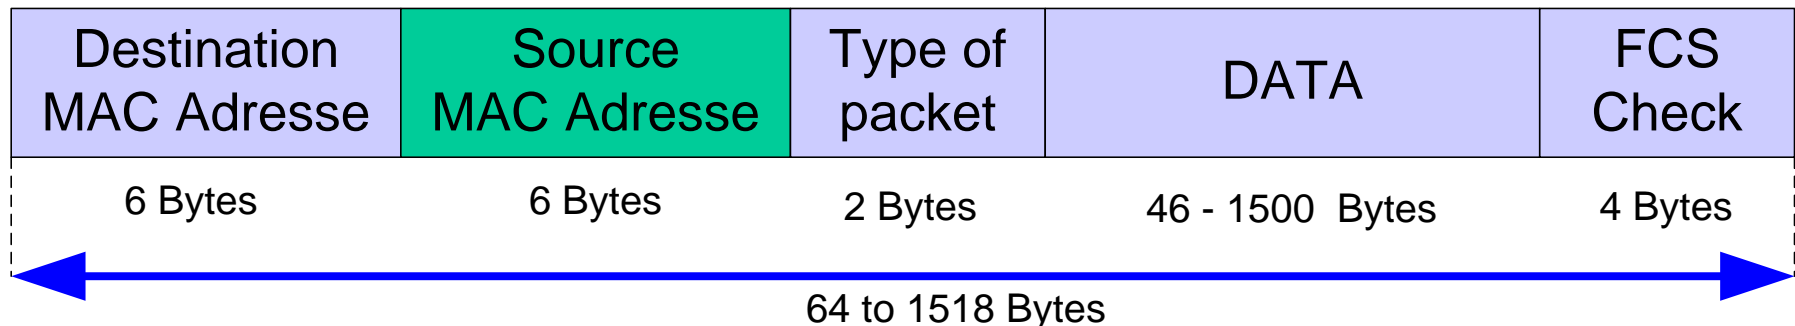 Destination
MAC Adresse
Source
MAC Adresse
Type of
packet
DATA
FCS
Check
6 Bytes
6 Bytes
2 Bytes
46 - 1500 Bytes
4 Bytes
64 to 1518 Bytes